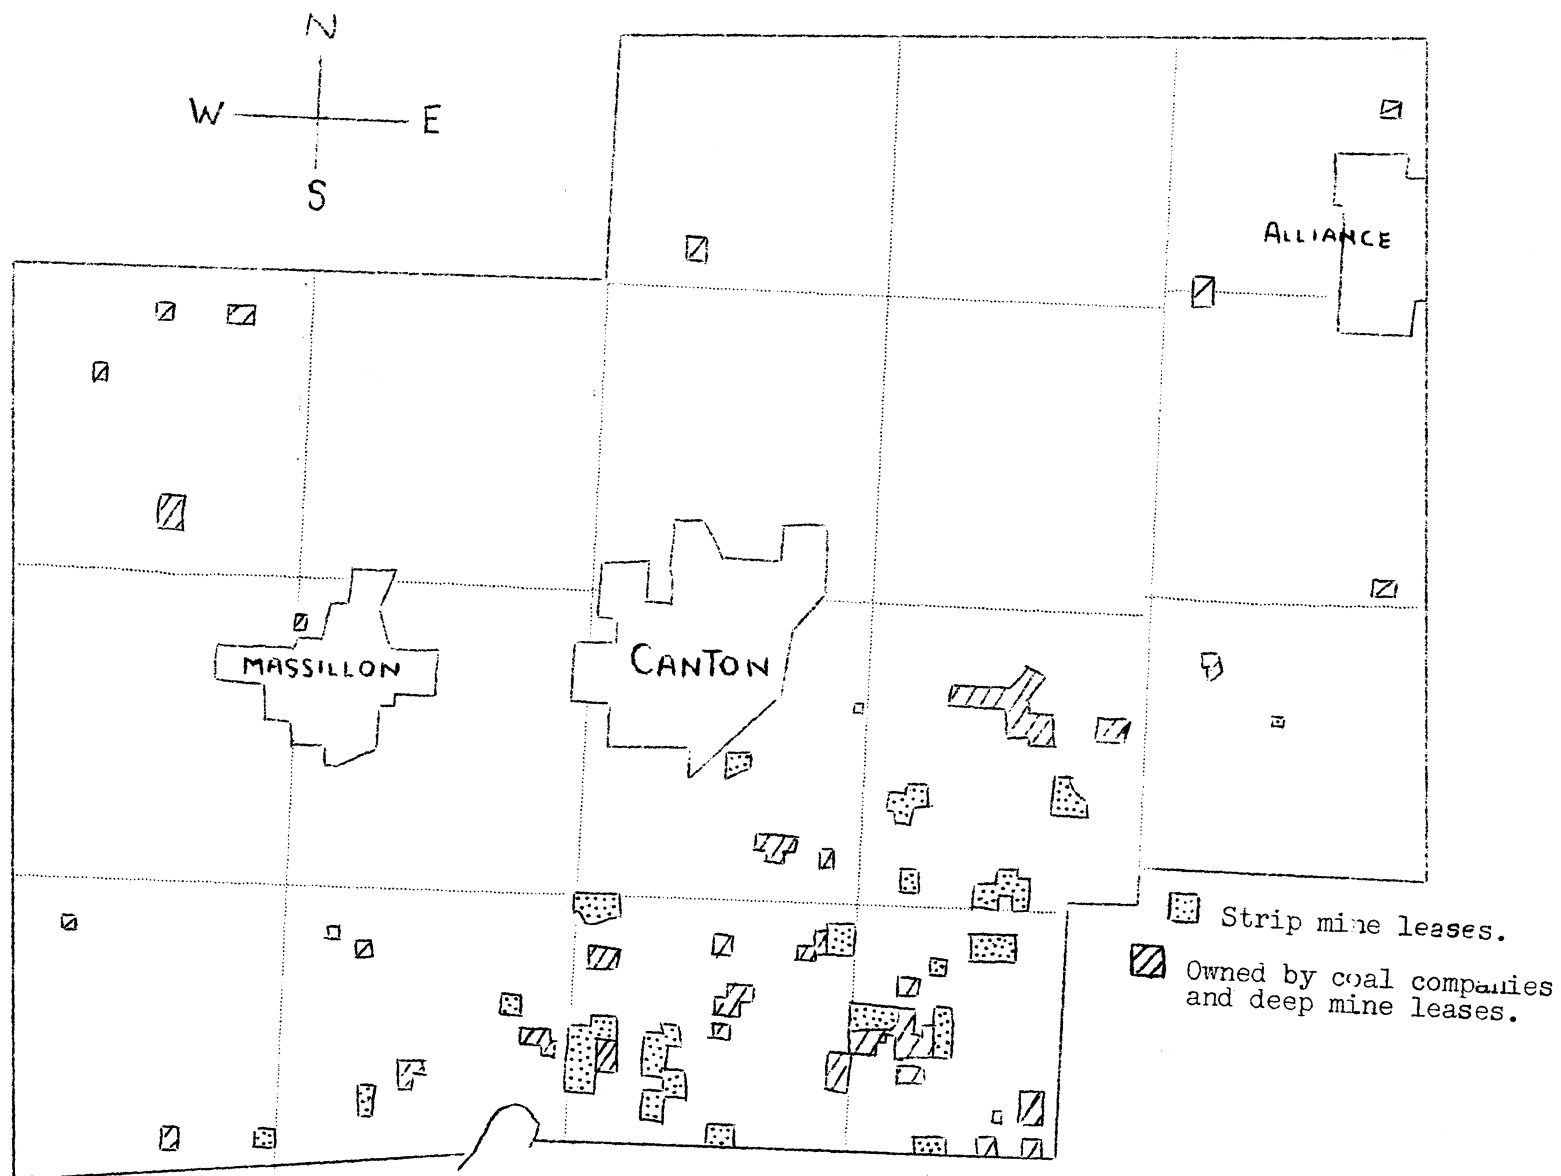 N
W E
S
ALLIANCE
MASSILLON
CANTON
Strip mine leases.
Owned by coal companies
and deep mine leases.